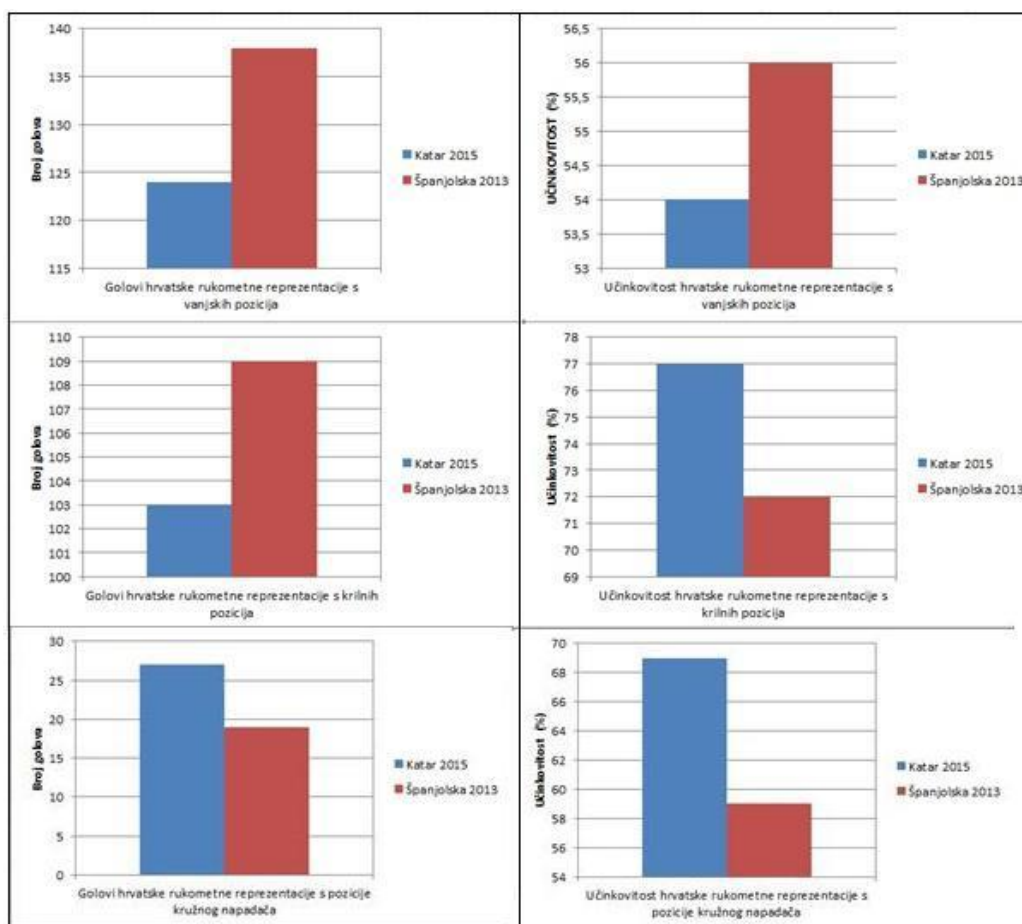 140
135
130
125
120
115
Broj golova
Katar 2015
Španjolska 2013
Golovi hrvatske rukometne reprezentacije s
vanjskih pozicija
56,5
56
55,5
55
54,5
54
53,5
53
UČINKOVITOST (%)
Katar 2015
Španjolska 2013
Učinkovitost hrvatske rukometne reprezentacije s
vanjskih pozicija
110
109
108
107
106
105
104
103
102
101
100
Broj golova
Katar 2015
Španjolska 2013
Golovi hrvatske rukometne reprezentacije s krilnih
pozicija
78
77
76
75
74
73
72
71
70
69
Učinkovitost (%)
Katar 2015
Španjolska 2013
Učinkovitost hrvatske rukometne reprezentacije s
krilnih pozicija
30
25
20
15
10
5
0
Broj golova
Katar 2015
Španjolska 2013
Golovi hrvatske rukometne reprezentacije s pozicije
kružnog napadača
70
68
66
64
62
60
58
56
54
Učinkovitost (%)
Katar 2015
Španjolska 2013
Učinkovitost hrvatske rukometne reprezentacije s
pozicije kružnog napadača